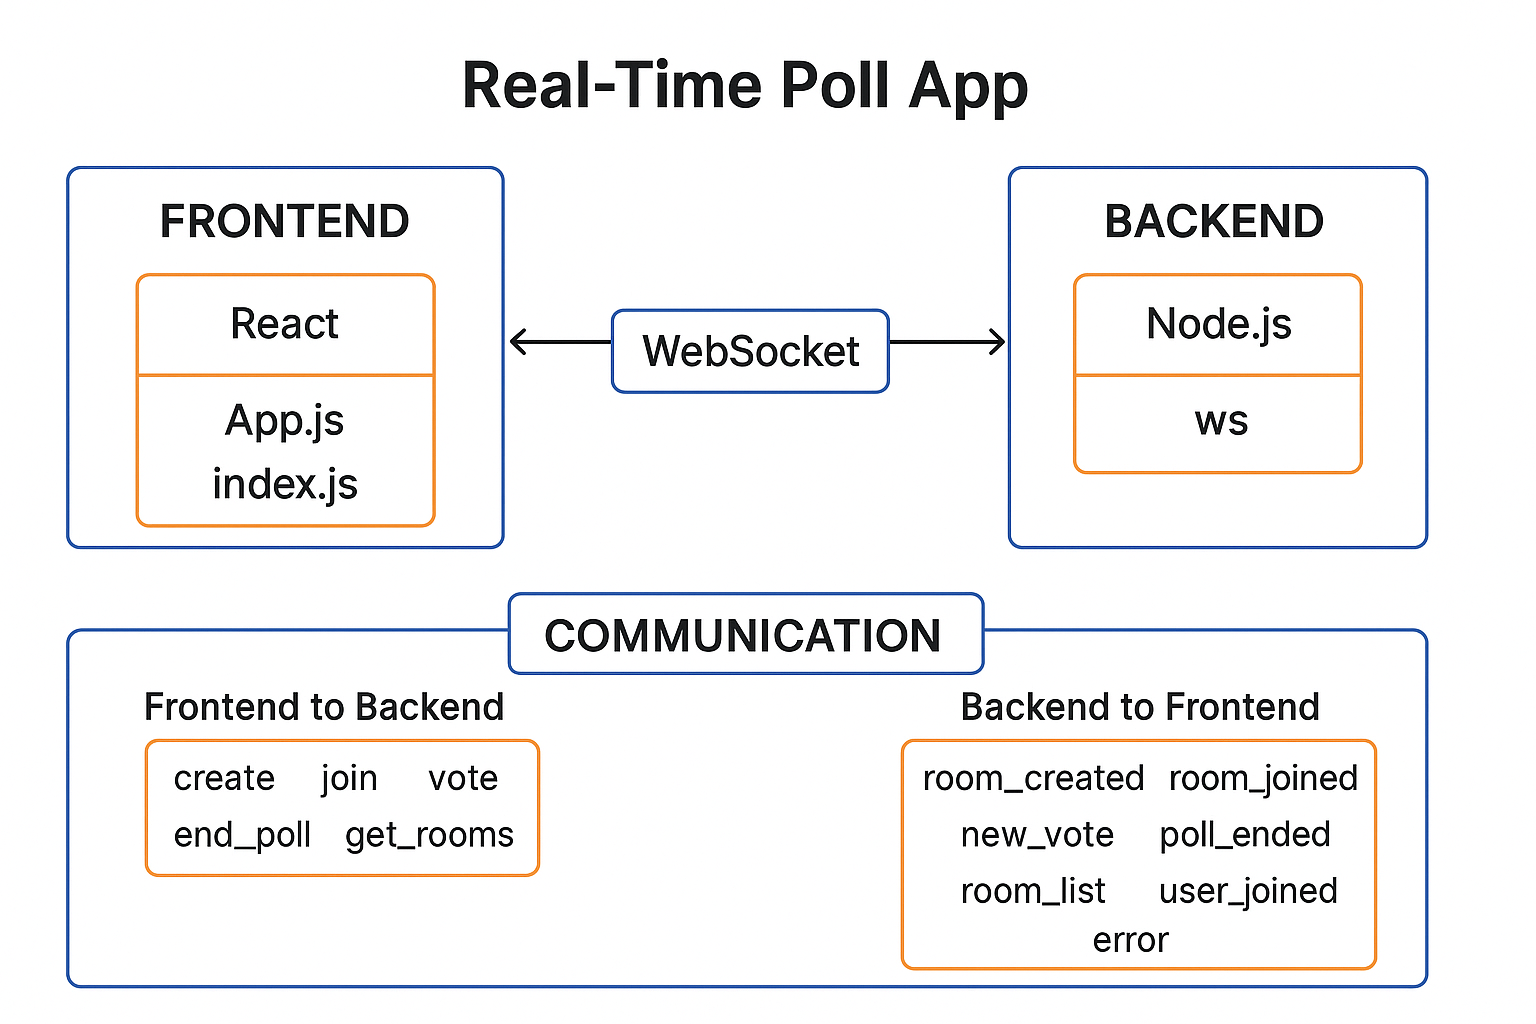 Real-Time Poll App
FRONTEND
React
App.js
index.js
WebSocket
BACKEND
Node.js
ws
COMMUNICATION
Frontend to Backend
create join vote
end_poll get_rooms
Backend to Frontend
room_created room_joined
new_vote poll_ended
room_list user_joined
error